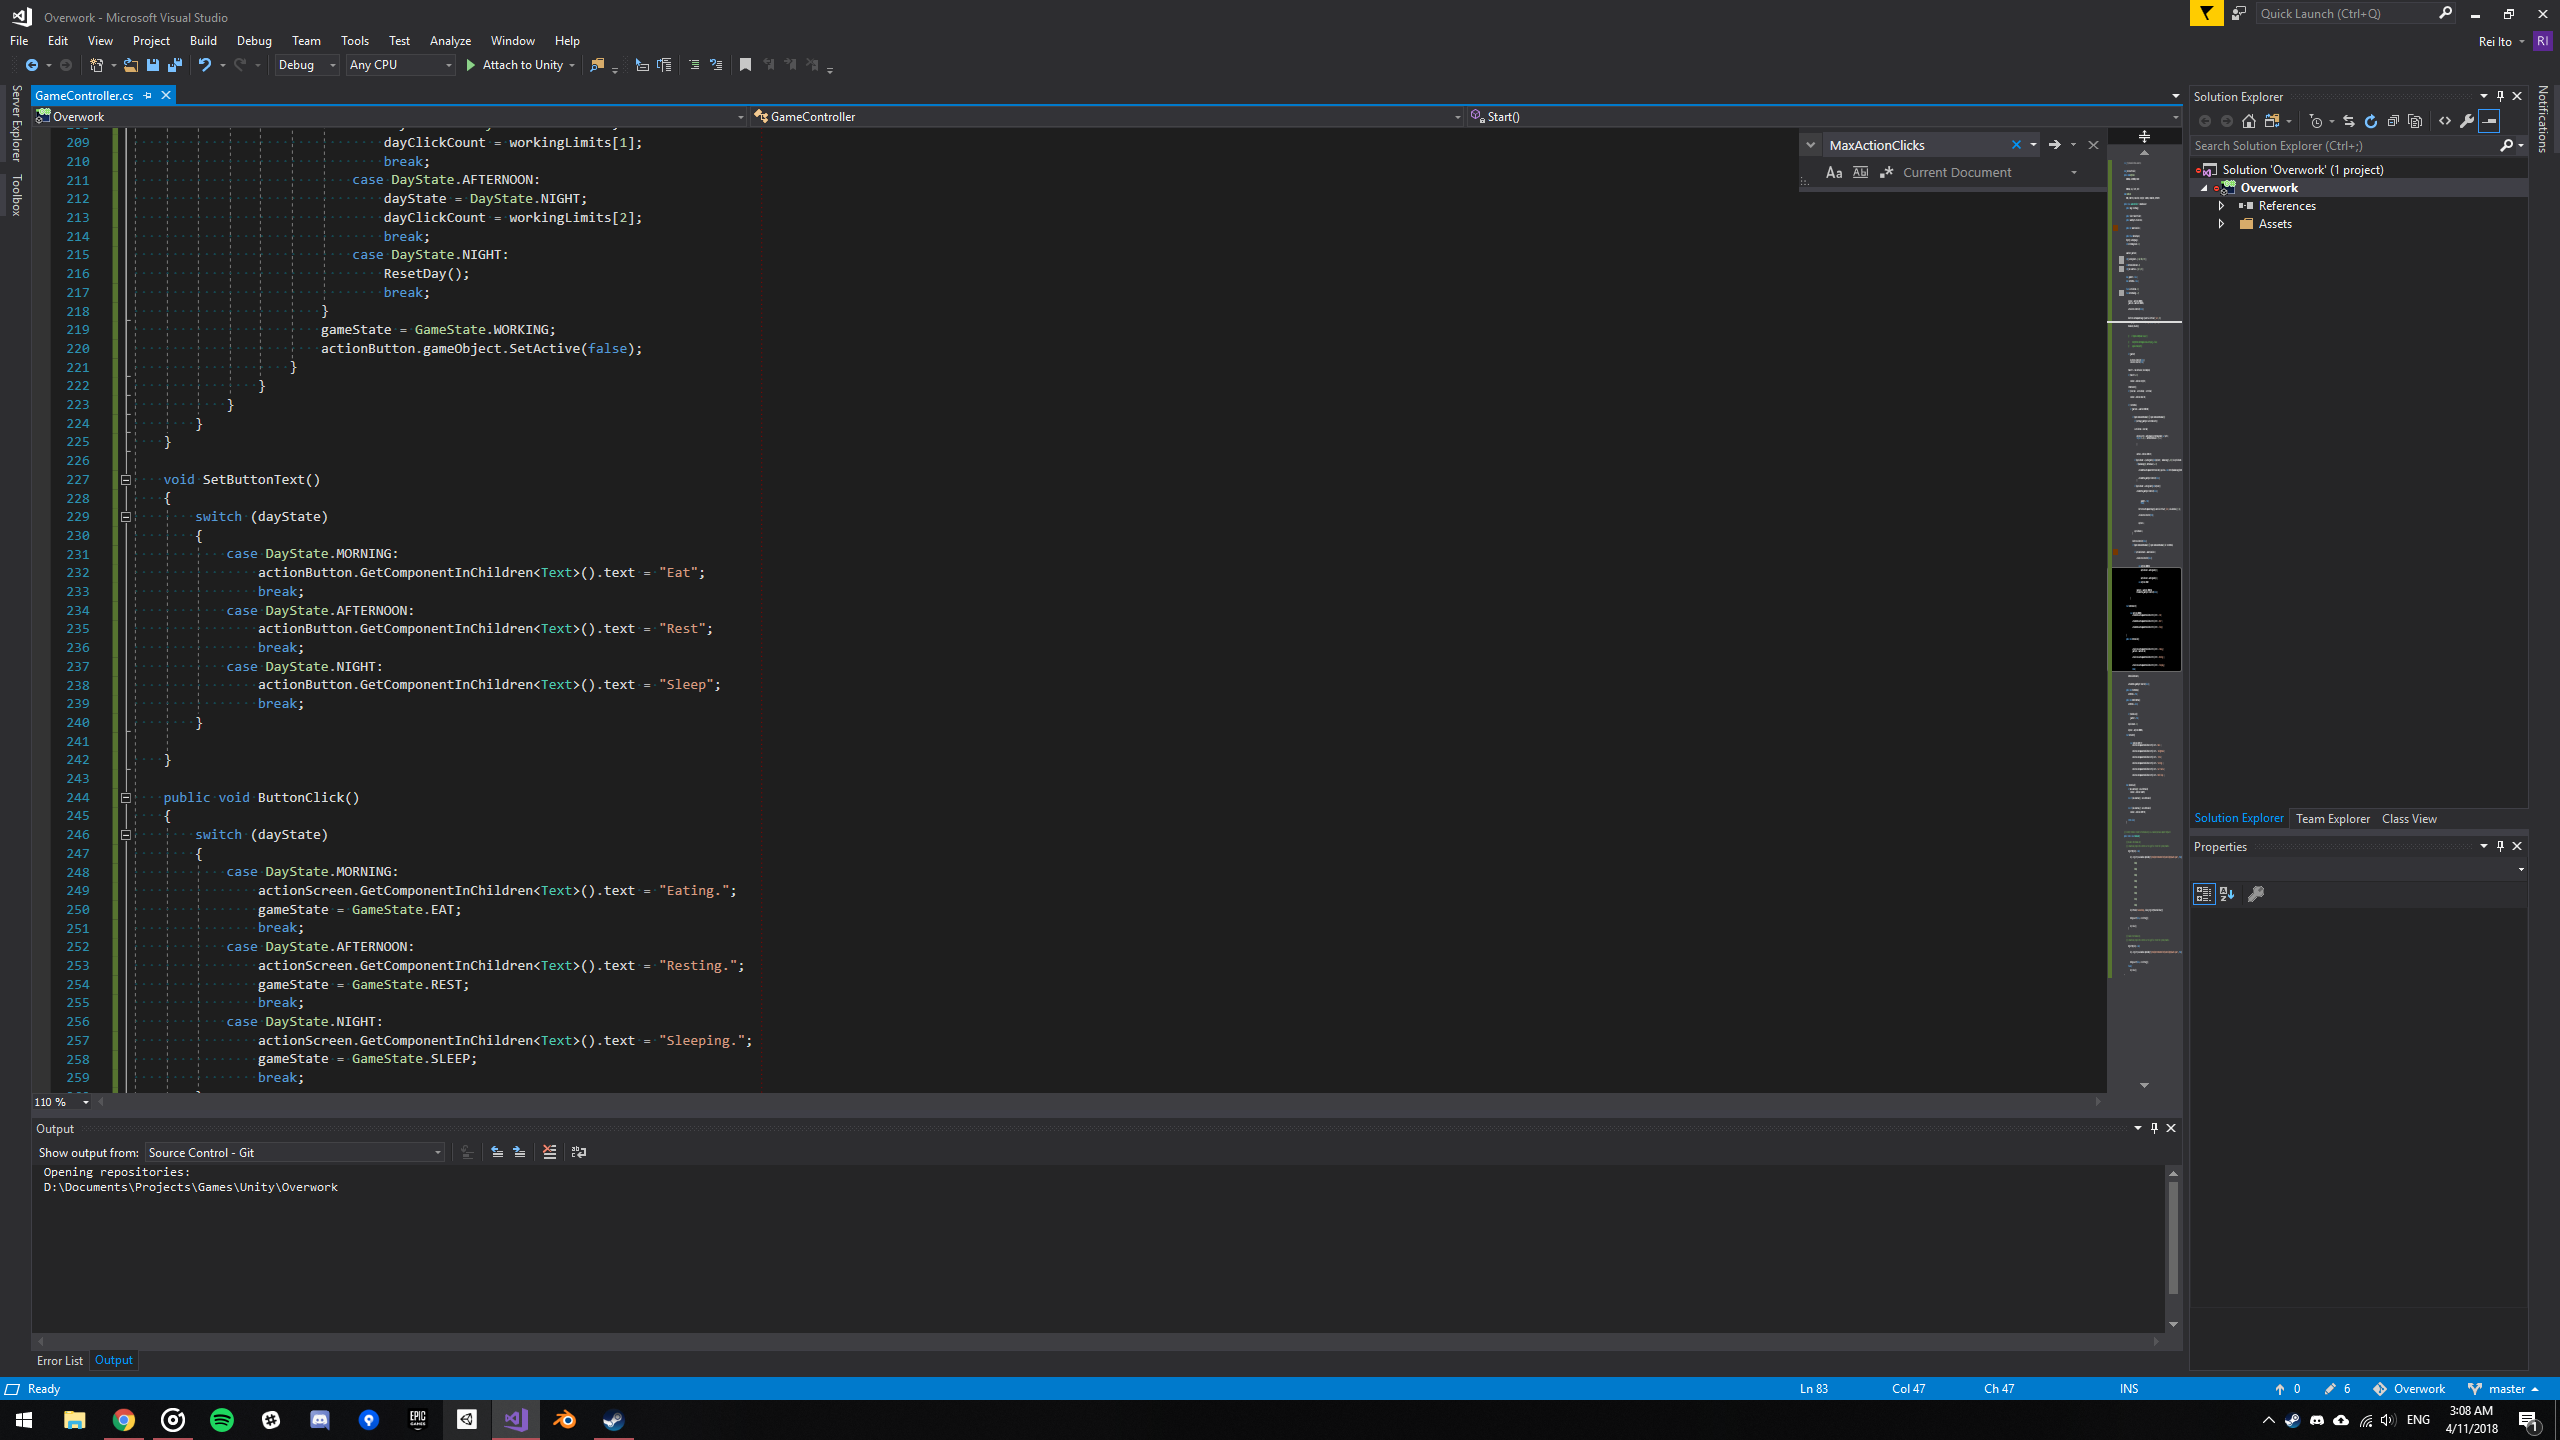 Overwork - Microsoft Visual Studio
Quick Launch (Ctrl+Q)
File Edit View Project Build Debug Team Tools Test Analyze Window Help
Rei Ito RI
Debug Any CPU Attach to Unity
Server Explorer
Toolbox
Notifications
GameController.cs
Overwork GameController Start()
MaxActionClicks
Aa Current Document
209 dayClickCount = workingLimits[1];
210 break;
211 case DayState.AFTERNOON:
212 dayState = DayState.NIGHT;
213 dayClickCount = workingLimits[2];
214 break;
215 case DayState.NIGHT:
216 ResetDay();
217 break;
218 }
219 gameState = GameState.WORKING;
220 actionButton.gameObject.SetActive(false);
221 }
222 }
223 }
224 }
225 }
226
227 void SetButtonText()
228 {
229 switch (dayState)
230 {
231 case DayState.MORNING:
232 actionButton.GetComponentInChildren<Text>().text = "Eat";
233 break;
234 case DayState.AFTERNOON:
235 actionButton.GetComponentInChildren<Text>().text = "Rest";
236 break;
237 case DayState.NIGHT:
238 actionButton.GetComponentInChildren<Text>().text = "Sleep";
239 break;
240 }
241
242 }
243
244 public void ButtonClick()
245 {
246 switch (dayState)
247 {
248 case DayState.MORNING:
249 actionScreen.GetComponentInChildren<Text>().text = "Eating.";
250 gameState = GameState.EAT;
251 break;
252 case DayState.AFTERNOON:
253 actionScreen.GetComponentInChildren<Text>().text = "Resting.";
254 gameState = GameState.REST;
255 break;
256 case DayState.NIGHT:
257 actionScreen.GetComponentInChildren<Text>().text = "Sleeping.";
258 gameState = GameState.SLEEP;
259 break;
110 %
Solution Explorer
Search Solution Explorer (Ctrl+;)
Solution 'Overwork' (1 project)
Overwork
References
Assets
Solution Explorer Team Explorer Class View
Properties
Output
Show output from: Source Control - Git
Opening repositories:
D:\Documents\Projects\Games\Unity\Overwork
Error List Output
Ready Ln 83 Col 47 Ch 47 INS 0 6 Overwork master
EPIC GAMES
ENG
3:08 AM
4/11/2018
1